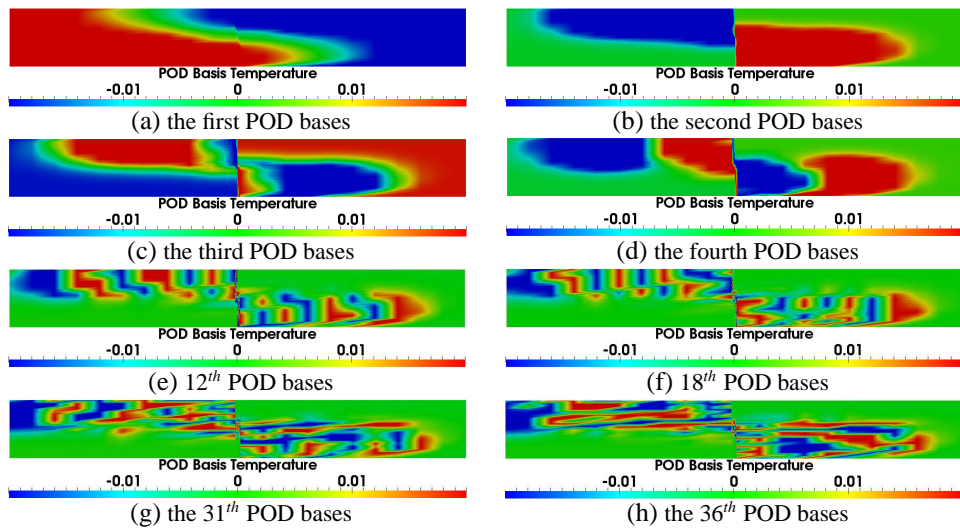 POD Basis Temperature
-0.01 0 0.01
(a) the first POD bases
POD Basis Temperature
-0.01 0 0.01
(b) the second POD bases
POD Basis Temperature
-0.01 0 0.01
(c) the third POD bases
POD Basis Temperature
-0.01 0 0.01
(d) the fourth POD bases
POD Basis Temperature
-0.01 0 0.01
(e) 12th POD bases
POD Basis Temperature
-0.01 0 0.01
(f) 18th POD bases
POD Basis Temperature
-0.01 0 0.01
(g) the 31th POD bases
POD Basis Temperature
-0.01 0 0.01
(h) the 36th POD bases